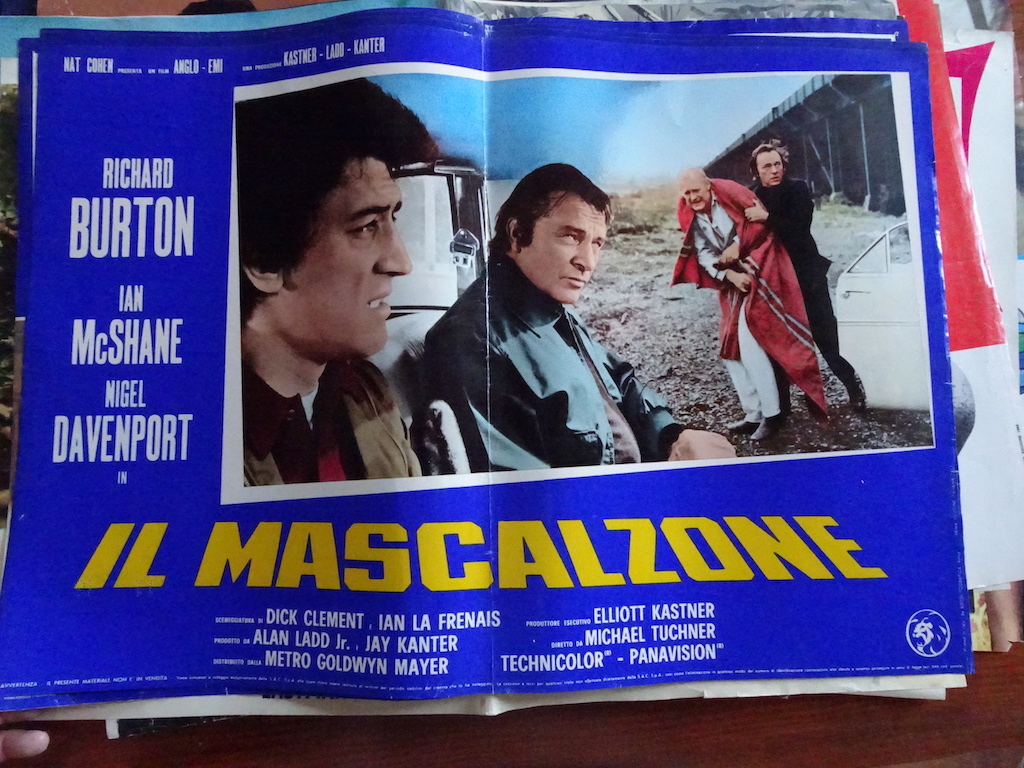 NAT COHEN PRESENTA UN FILM ANGLO - EMI UNA PRODUZIONE KASTNER - LADD - KANTER
RICHARD
BURTON
IAN
McSHANE
NIGEL
DAVENPORT
IN
IL MASCALZONE
SCENEGGIATURA DI DICK CLEMENT e IAN LA FRENAIS
PRODOTTO DA ALAN LADD Jr. e JAY KANTER
DISTRIBUITO DALLA METRO GOLDWYN MAYER
PRODUTTORE ESECUTIVO ELLIOTT KASTNER
DIRETTO DA MICHAEL TUCHNER
TECHNICOLOR(R) - PANAVISION(R)
AVVERTENZA - IL PRESENTE MATERIALE NON E' IN VENDITA